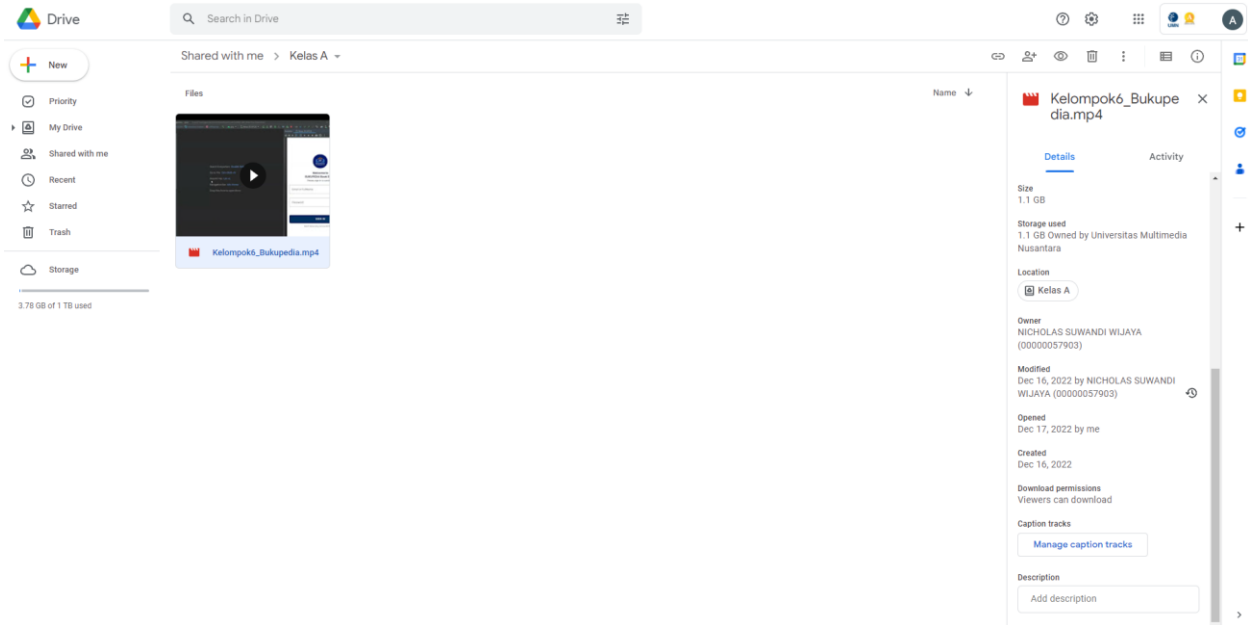 Drive
Search in Drive
A
New
Priority
My Drive
Shared with me
Recent
Starred
Trash
Storage
3.78 GB of 1 TB used
Shared with me > Kelas A
Files
Name
Kelompok6_Bukupedia.mp4
Kelompok6_Bukupe
dia.mp4
Details
Activity
Size
1.1 GB
Storage used
1.1 GB Owned by Universitas Multimedia
Nusantara
Location
Kelas A
Owner
NICHOLAS SUWANDI WIJAYA
(00000057903)
Modified
Dec 16, 2022 by NICHOLAS SUWANDI
WIJAYA (00000057903)
Opened
Dec 17, 2022 by me
Created
Dec 16, 2022
Download permissions
Viewers can download
Caption tracks
Manage caption tracks
Description
Add description